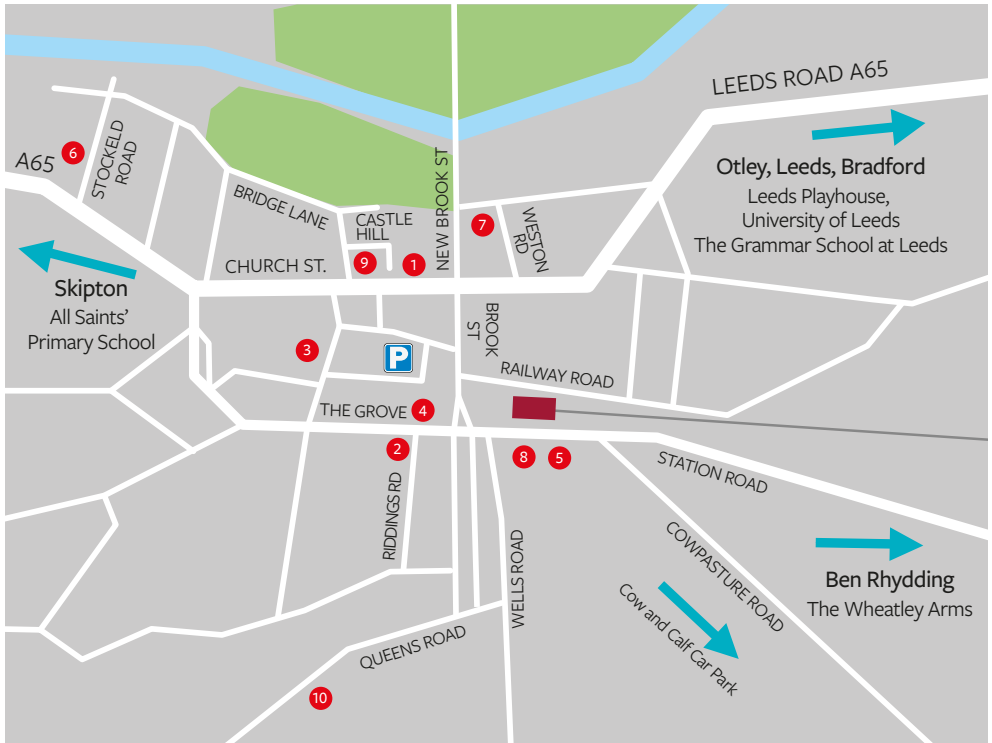 LEEDS ROAD A65
Otley, Leeds, Bradford
Leeds Playhouse,
University of Leeds
The Grammar School at Leeds
A65
6
STOCKELD
ROAD
BRIDGE LANE
CASTLE
HILL
NEW BROOK ST
7
WESTON
RD
CHURCH ST.
9
1
Skipton
All Saints'
Primary School
3
P
BROOK
ST
RAILWAY ROAD
THE GROVE
4
2
8
5
STATION ROAD
RIDDINGS RD
WELLS ROAD
COWPASTURE ROAD
Ben Rhydding
The Wheatley Arms
Cow and Calf Car Park
QUEENS ROAD
10